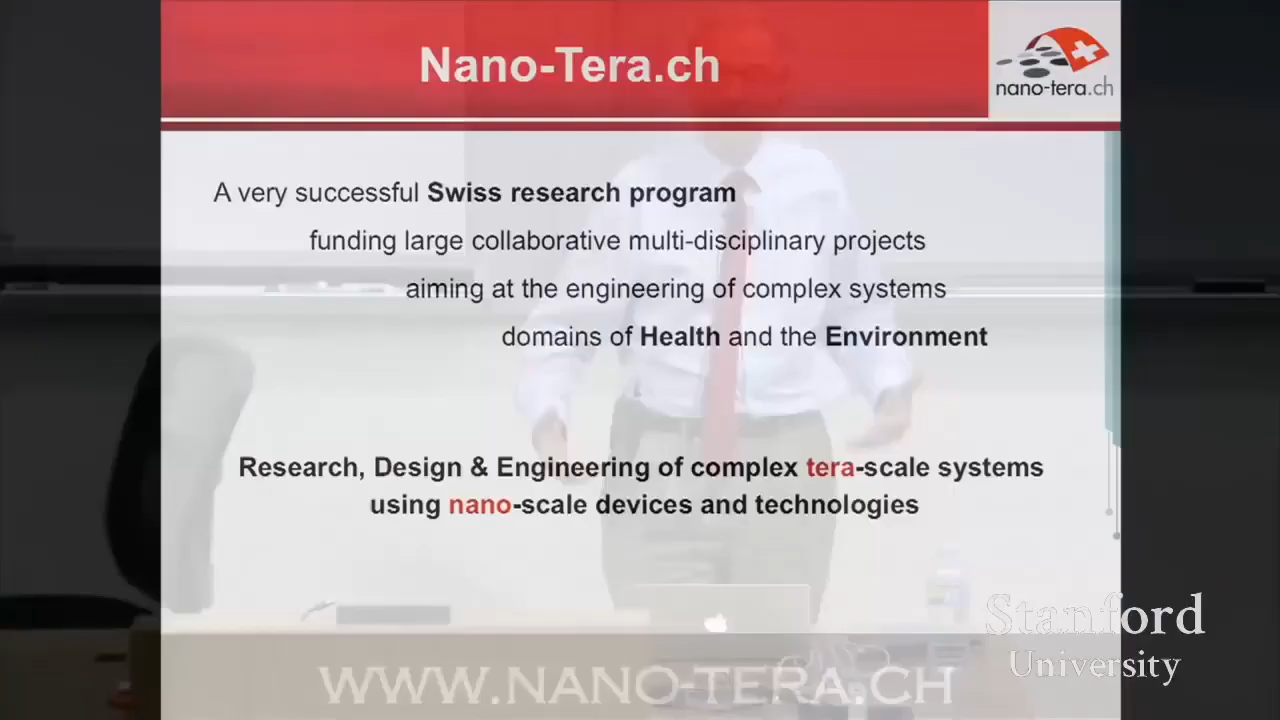 Nano-Tera.ch
nano-tera.ch
A very successful Swiss research program
funding large collaborative multi-disciplinary projects
aiming at the engineering of complex systems
domains of Health and the Environment
Research, Design & Engineering of complex tera-scale systems
using nano-scale devices and technologies
Stanford
University
WWW.NANO-TERA.CH